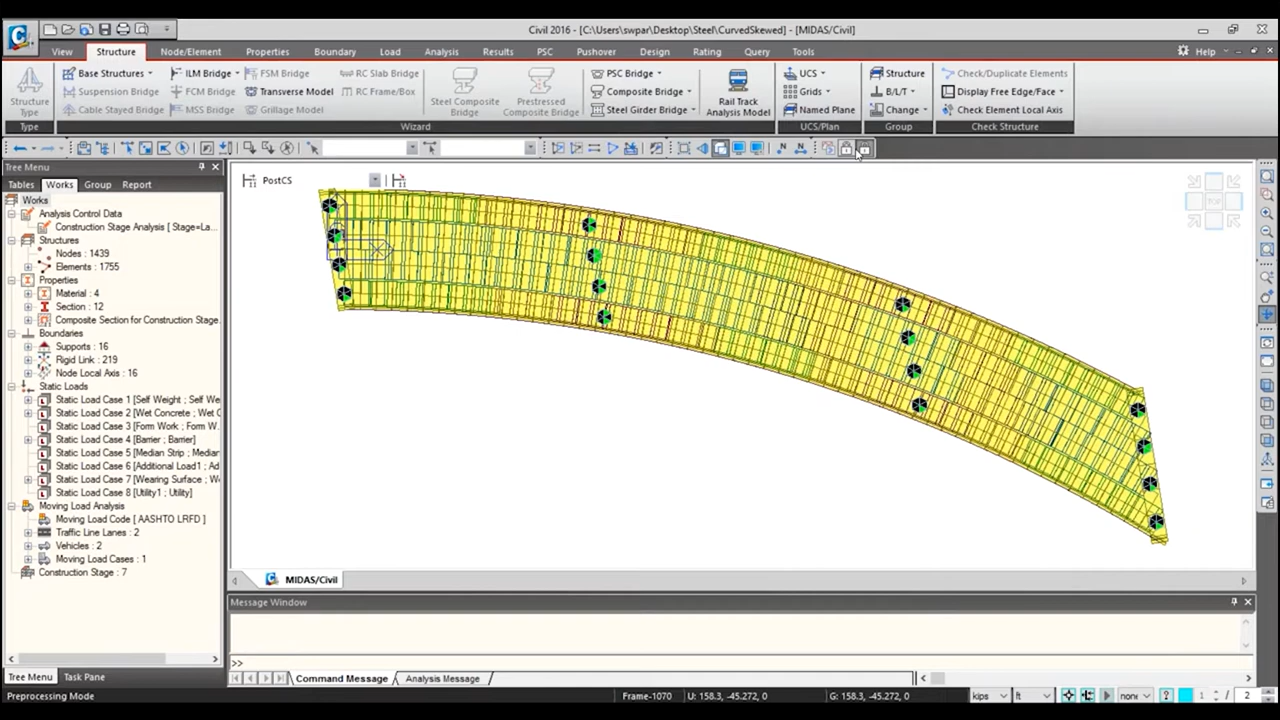 Civil 2016 - [C:\Users\swpar\Desktop\Steel\CurvedSkewed] - [MIDAS/Civil]
View Structure Node/Element Properties Boundary Load Analysis Results PSC Pushover Design Rating Query Tools Help
Structure Type
Base Structures
Suspension Bridge
Cable Stayed Bridge
ILM Bridge
FCM Bridge
MSS Bridge
FSM Bridge
Transverse Model
Grillage Model
RC Slab Bridge
RC Frame/Box
Steel Composite Bridge
Prestressed Composite Bridge
PSC Bridge
Composite Bridge
Steel Girder Bridge
Rail Track Analysis Model
UCS
Grids
Named Plane
Structure
B/L/T
Change
Check/Duplicate Elements
Display Free Edge/Face
Check Element Local Axis
Type Wizard UCS/Plan Group Check Structure
Tree Menu
Tables Works Group Report
Works
Analysis Control Data
Construction Stage Analysis [ Stage=La...
Structures
Nodes : 1439
Elements : 1755
Properties
Material : 4
Section : 12
Composite Section for Construction Stage
Boundaries
Supports : 16
Rigid Link : 219
Node Local Axis : 16
Static Loads
Static Load Case 1 [Self Weight ; Self We
Static Load Case 2 [Wet Concrete ; Wet C
Static Load Case 3 [Form Work ; Form W...
Static Load Case 4 [Barrier ; Barrier]
Static Load Case 5 [Median Strip ; Median
Static Load Case 6 [Additional Load1 ; Ad
Static Load Case 7 [Wearing Surface ; We
Static Load Case 8 [Utility1 ; Utility]
Moving Load Analysis
Moving Load Code [ AASHTO LRFD ]
Traffic Line Lanes : 2
Vehicles : 2
Moving Load Cases : 1
Construction Stage : 7
Tree Menu Task Pane
PostCS
TOP
MIDAS/Civil
Message Window
>>
Command Message Analysis Message
Preprocessing Mode
Frame-1070
U: 158.3, -45.272, 0
G: 158.3, -45.272, 0
kips
ft
none
1 / 2